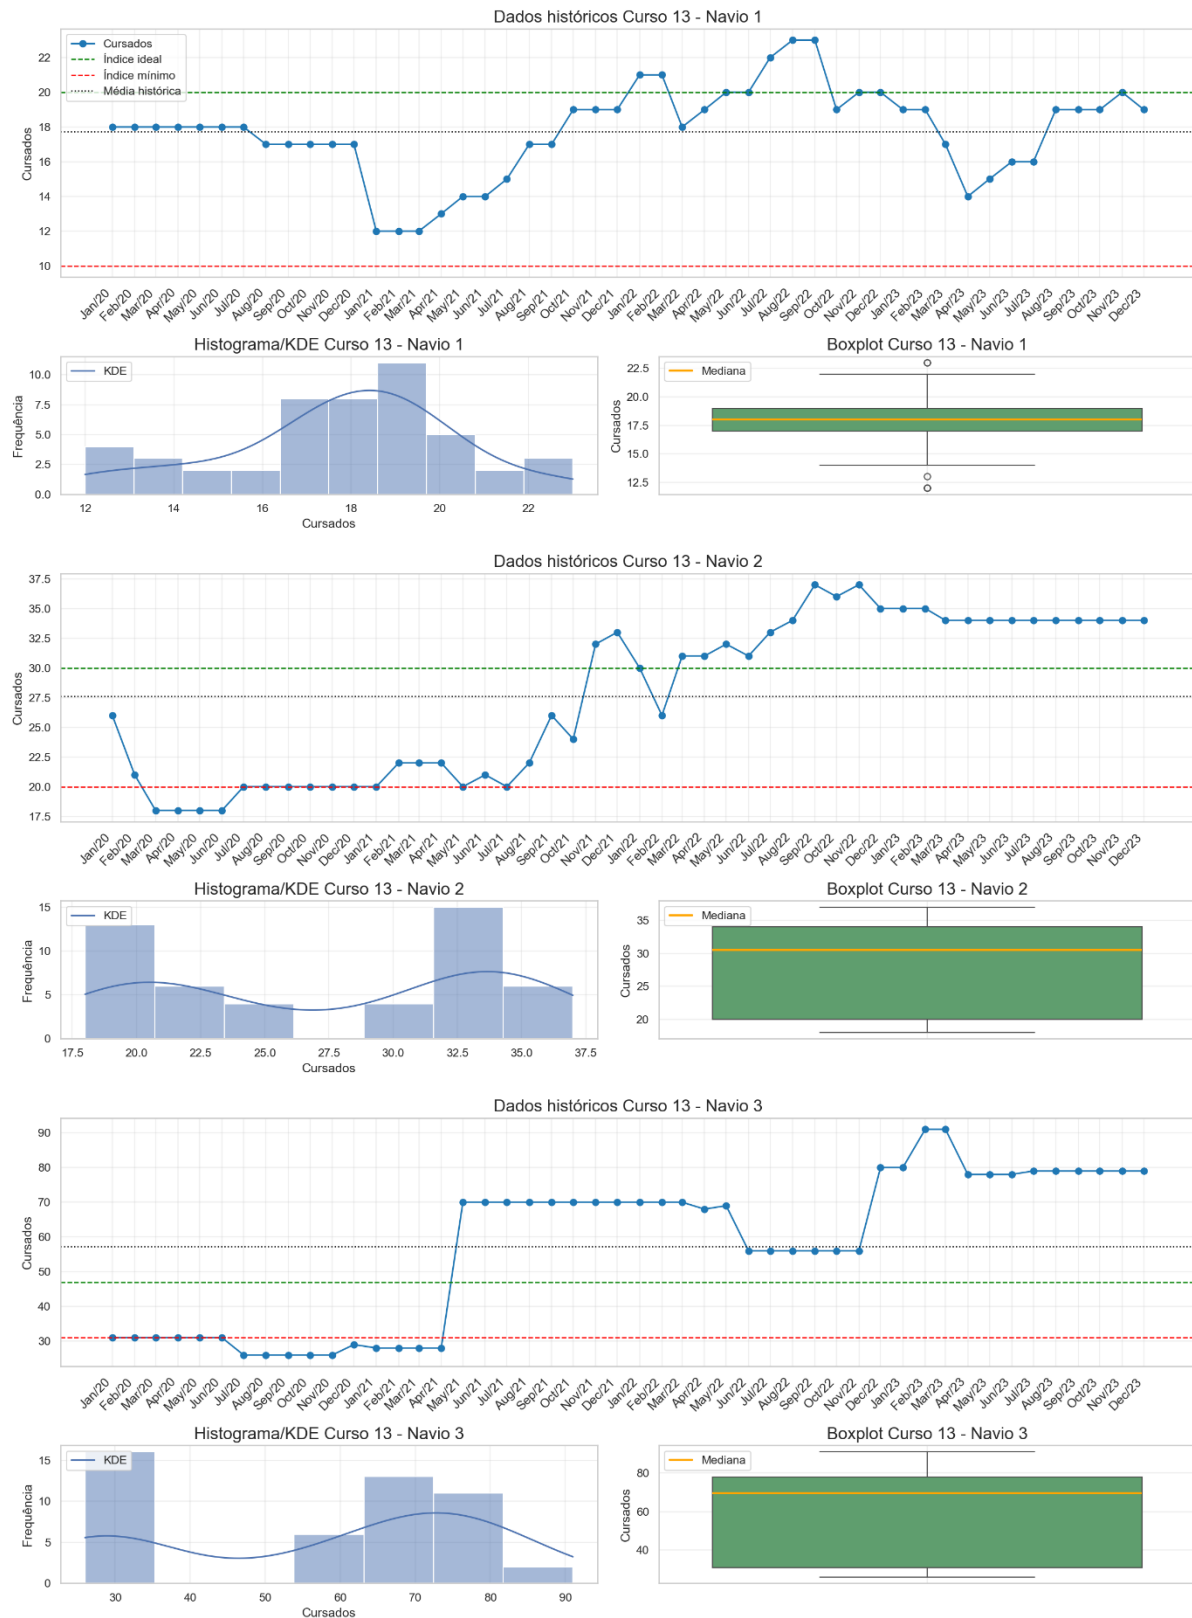 Dados históricos Curso 13 - Navio 1
Cursados
Índice ideal
Índice mínimo
Média histórica
Cursados
22
20
18
16
14
12
10
Jan/20 Feb/20 Mar/20 Apr/20 May/20 Jun/20 Jul/20 Aug/20 Sep/20 Oct/20 Nov/20 Dec/20 Jan/21 Feb/21 Mar/21 Apr/21 May/21 Jun/21 Jul/21 Aug/21 Sep/21 Oct/21 Nov/21 Dec/21 Jan/22 Feb/22 Mar/22 Apr/22 May/22 Jun/22 Jul/22 Aug/22 Sep/22 Oct/22 Nov/22 Dec/22 Jan/23 Feb/23 Mar/23 Apr/23 May/23 Jun/23 Jul/23 Aug/23 Sep/23 Oct/23 Nov/23 Dec/23
Histograma/KDE Curso 13 - Navio 1
KDE
Frequência
10.0
7.5
5.0
2.5
0.0
12 14 16 18 20 22
Cursados
Boxplot Curso 13 - Navio 1
Mediana
Cursados
22.5
20.0
17.5
15.0
12.5
Dados históricos Curso 13 - Navio 2
Cursados
37.5
35.0
32.5
30.0
27.5
25.0
22.5
20.0
17.5
Jan/20 Feb/20 Mar/20 Apr/20 May/20 Jun/20 Jul/20 Aug/20 Sep/20 Oct/20 Nov/20 Dec/20 Jan/21 Feb/21 Mar/21 Apr/21 May/21 Jun/21 Jul/21 Aug/21 Sep/21 Oct/21 Nov/21 Dec/21 Jan/22 Feb/22 Mar/22 Apr/22 May/22 Jun/22 Jul/22 Aug/22 Sep/22 Oct/22 Nov/22 Dec/22 Jan/23 Feb/23 Mar/23 Apr/23 May/23 Jun/23 Jul/23 Aug/23 Sep/23 Oct/23 Nov/23 Dec/23
Histograma/KDE Curso 13 - Navio 2
KDE
Frequência
15
10
5
0
17.5 20.0 22.5 25.0 27.5 30.0 32.5 35.0 37.5
Cursados
Boxplot Curso 13 - Navio 2
Mediana
Cursados
35
30
25
20
Dados históricos Curso 13 - Navio 3
Cursados
90
80
70
60
50
40
30
Jan/20 Feb/20 Mar/20 Apr/20 May/20 Jun/20 Jul/20 Aug/20 Sep/20 Oct/20 Nov/20 Dec/20 Jan/21 Feb/21 Mar/21 Apr/21 May/21 Jun/21 Jul/21 Aug/21 Sep/21 Oct/21 Nov/21 Dec/21 Jan/22 Feb/22 Mar/22 Apr/22 May/22 Jun/22 Jul/22 Aug/22 Sep/22 Oct/22 Nov/22 Dec/22 Jan/23 Feb/23 Mar/23 Apr/23 May/23 Jun/23 Jul/23 Aug/23 Sep/23 Oct/23 Nov/23 Dec/23
Histograma/KDE Curso 13 - Navio 3
KDE
Frequência
15
10
5
0
30 40 50 60 70 80 90
Cursados
Boxplot Curso 13 - Navio 3
Mediana
Cursados
80
60
40